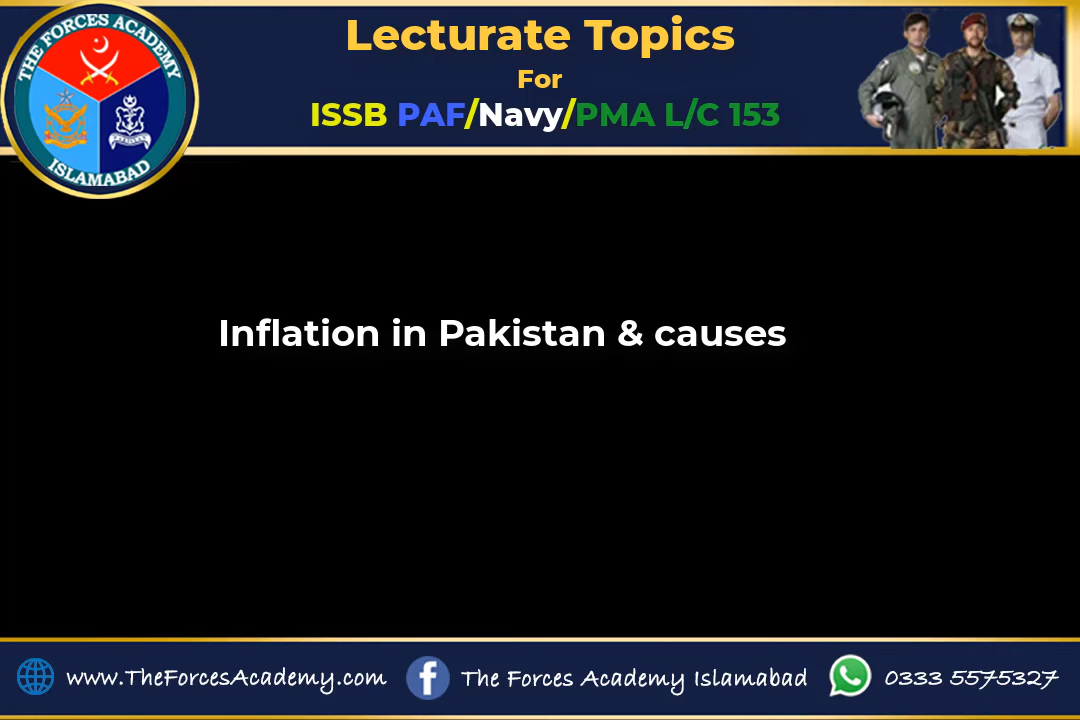 THE FORCES ACADEMY
ISLAMABAD
Lecturate Topics
For
ISSB PAF/Navy/PMA L/C 153
Inflation in Pakistan & causes
www.TheForcesAcademy.com
The Forces Academy Islamabad
0333 5575327